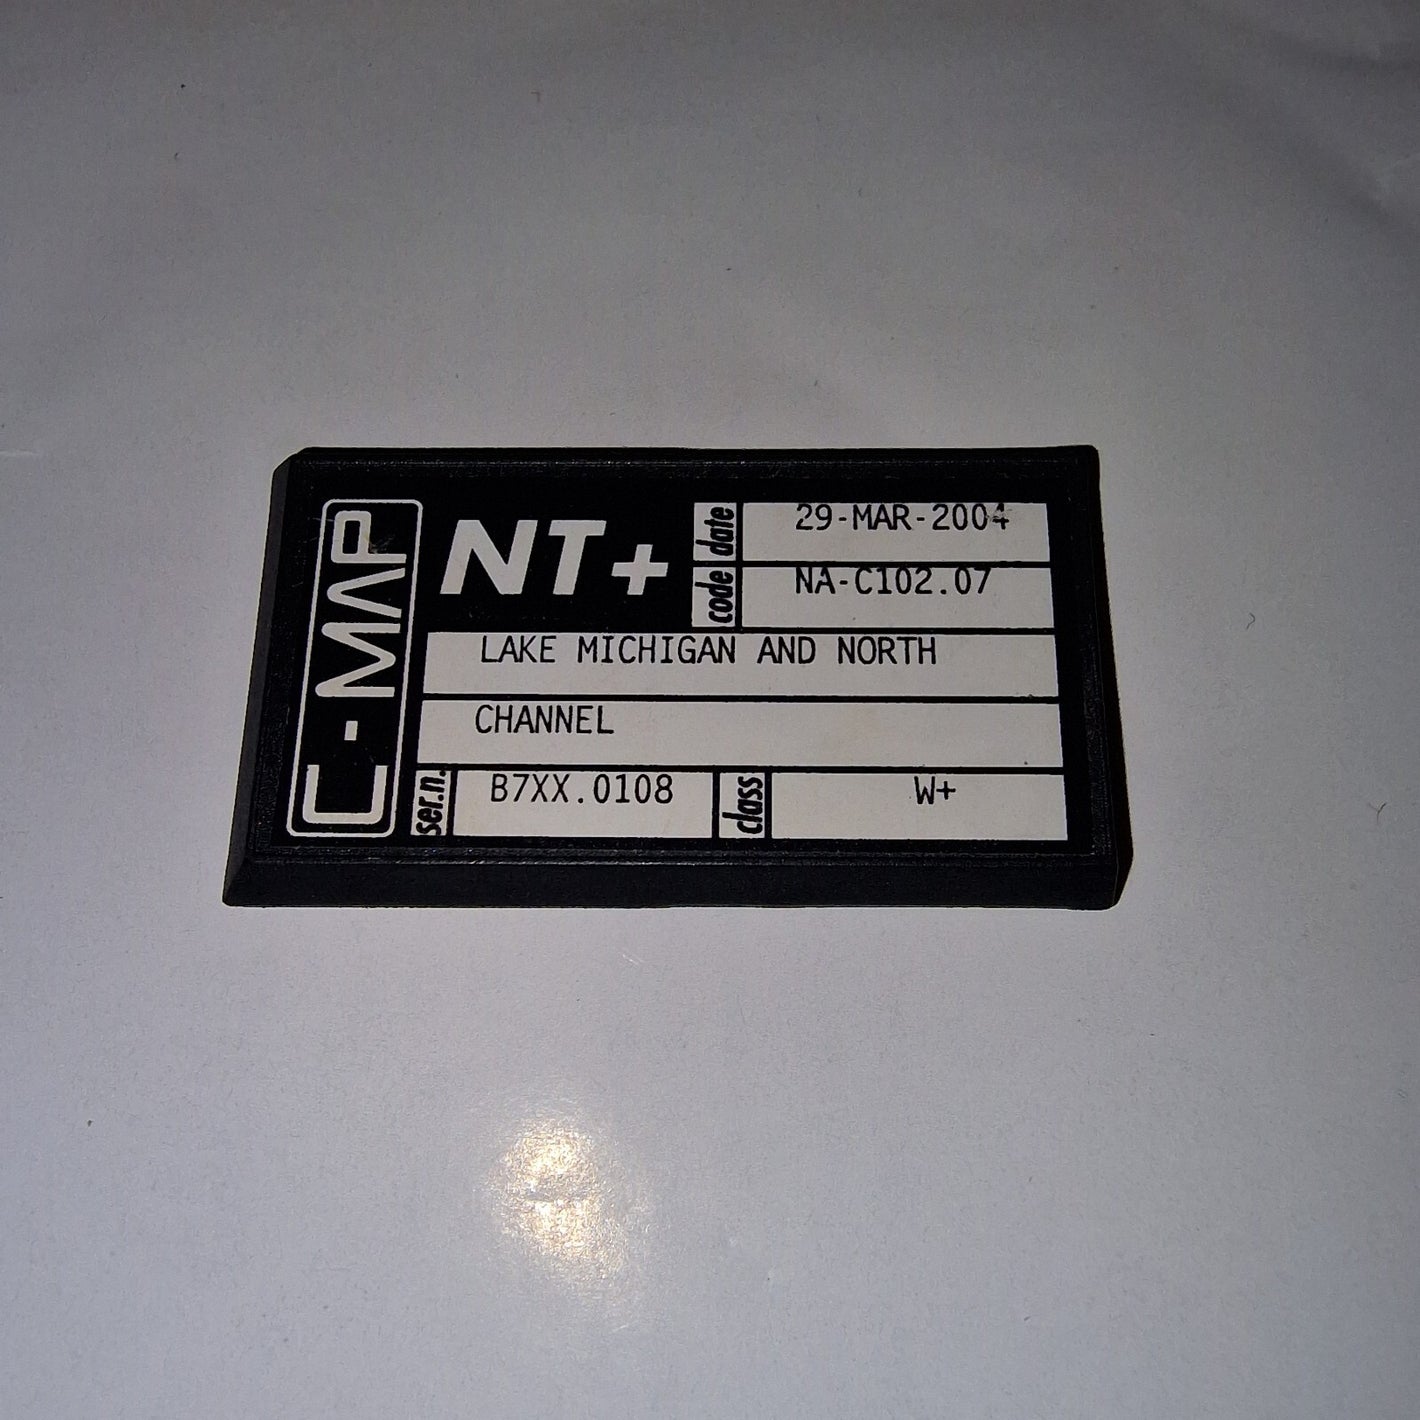 C-MAP
NT+
date 29-MAR-2004
code NA-C102.07
LAKE MICHIGAN AND NORTH
CHANNEL
ser.n. B7XX.0108 class W+